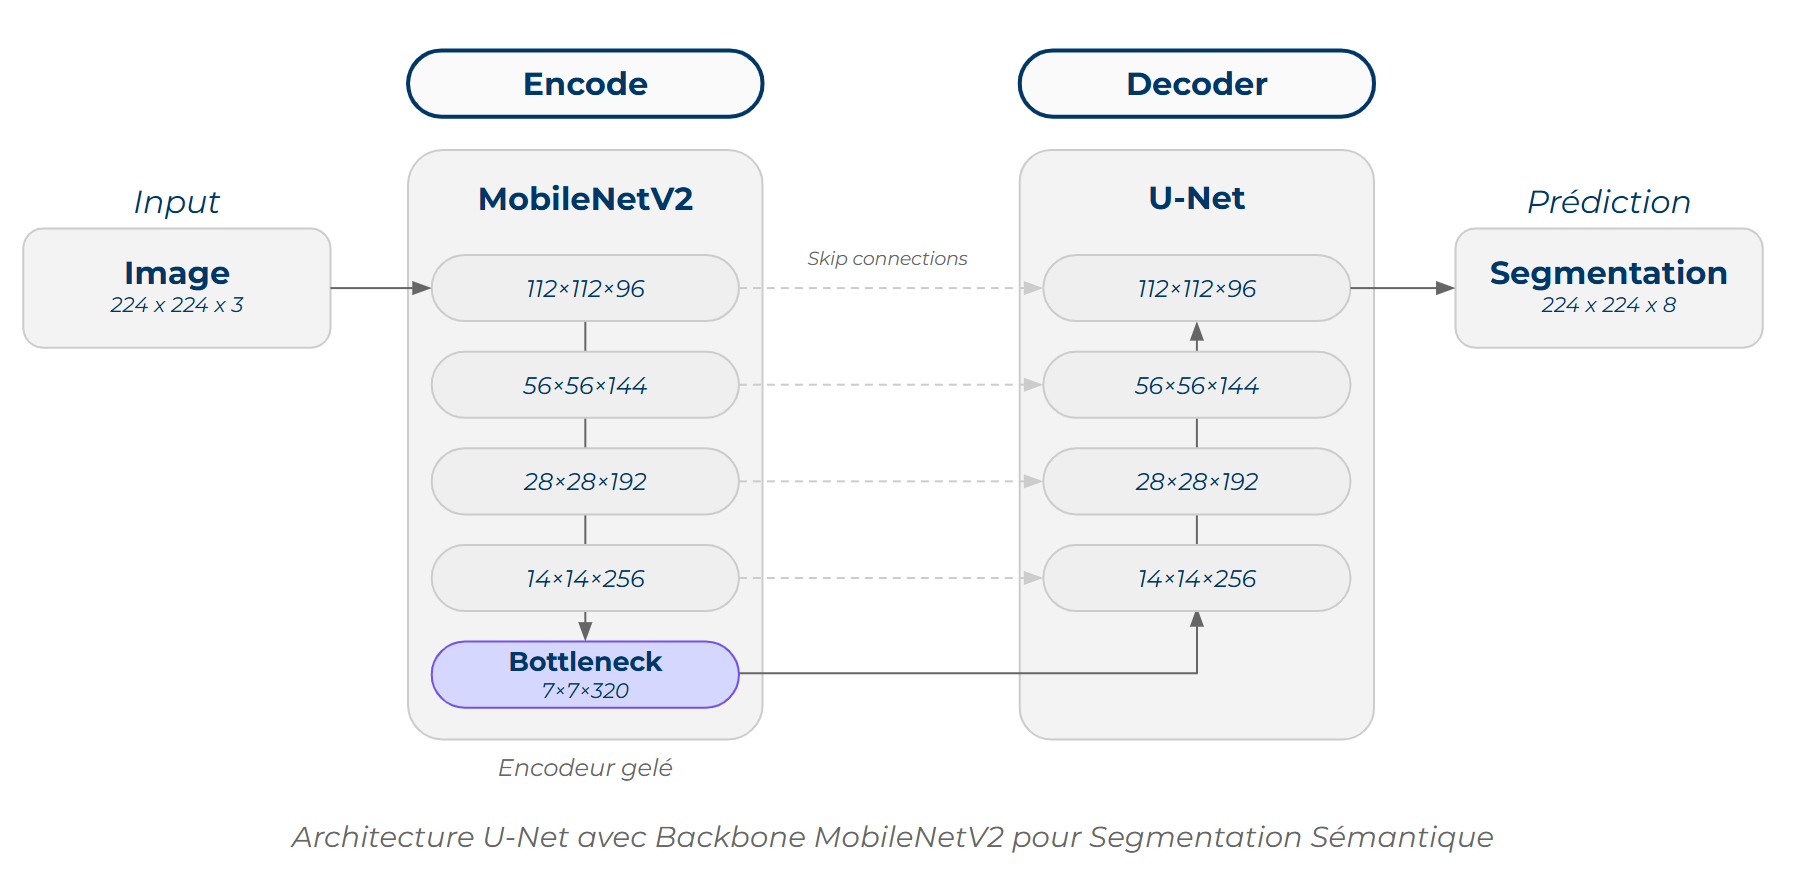 Encode
Decoder
Input
Image
224 x 224 x 3
MobileNetV2
112×112×96
56×56×144
28×28×192
14×14×256
Bottleneck
7×7×320
Encodeur gelé
Skip connections
U-Net
112×112×96
56×56×144
28×28×192
14×14×256
Prédiction
Segmentation
224 x 224 x 8
Architecture U-Net avec Backbone MobileNetV2 pour Segmentation Sémantique